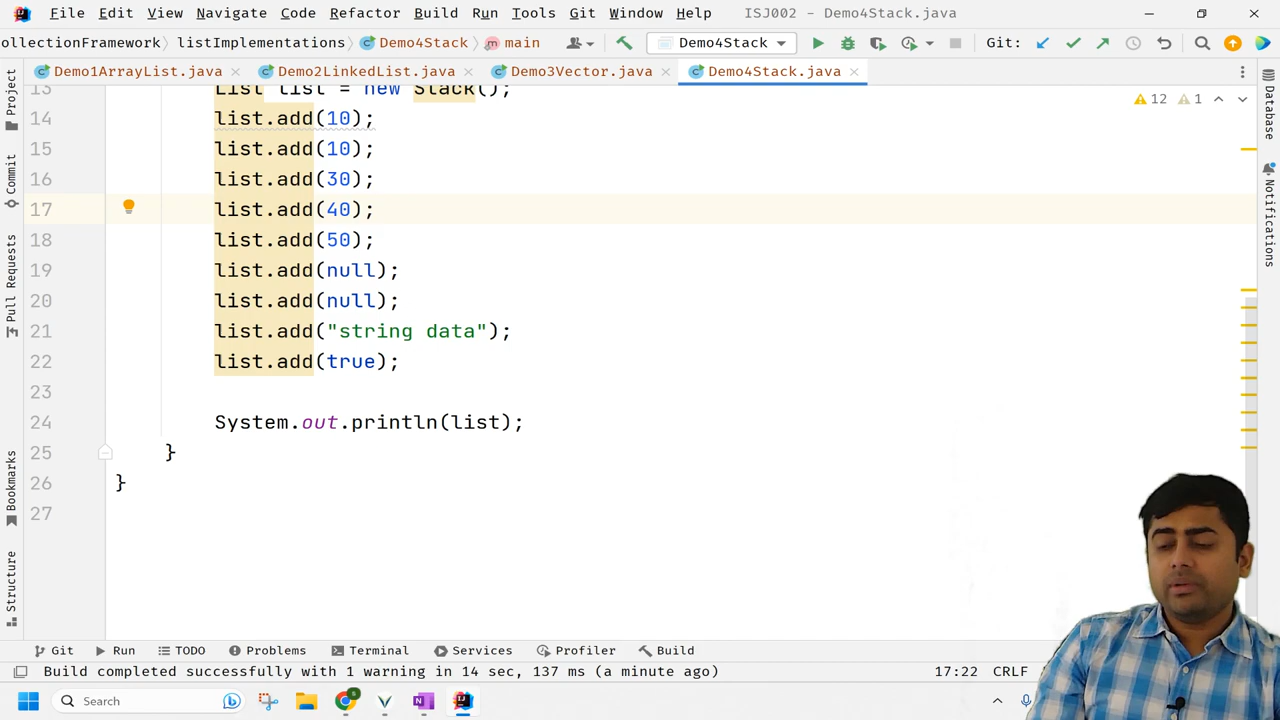 File Edit View Navigate Code Refactor Build Run Tools Git Window Help ISJ002 - Demo4Stack.java
ollectionFramework listImplementations Demo4Stack main Demo4Stack Git:
Demo1ArrayList.java Demo2LinkedList.java Demo3Vector.java Demo4Stack.java
Project
Commit
Pull Requests
Bookmarks
Structure
12 1
13 List list = new Stack();
14 list.add(10);
15 list.add(10);
16 list.add(30);
17 list.add(40);
18 list.add(50);
19 list.add(null);
20 list.add(null);
21 list.add("string data");
22 list.add(true);
23
24 System.out.println(list);
25 }
26 }
27
Database
Notifications
Git Run TODO Problems Terminal Services Profiler Build
Build completed successfully with 1 warning in 14 sec, 137 ms (a minute ago) 17:22 CRLF
Search